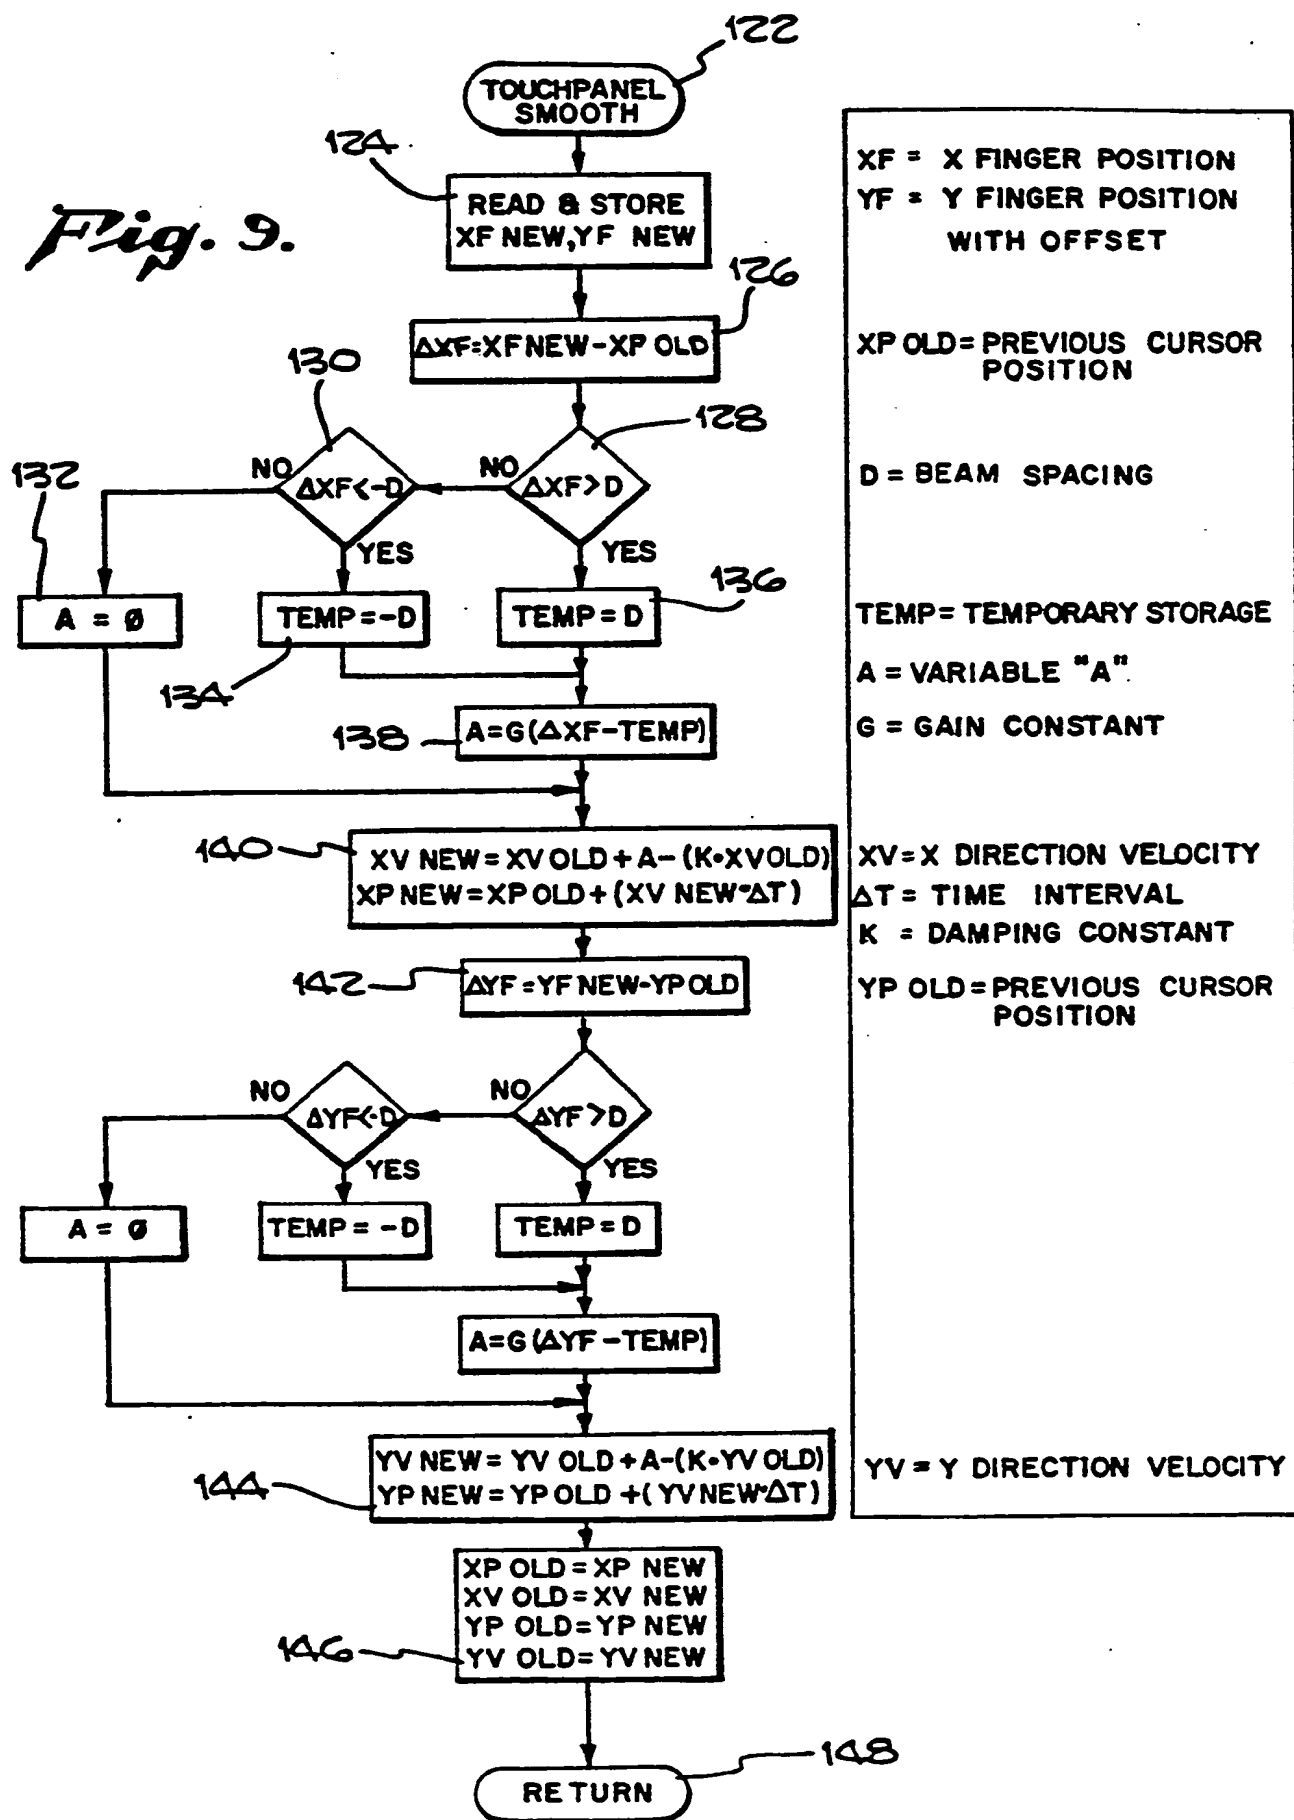 122
TOUCHPANEL
SMOOTH
124
Fig. 9.
READ & STORE
XF NEW, YF NEW
126
ΔXF=XF NEW-XP OLD
130
128
NO
ΔXF<-D
NO
ΔXF>D
132
YES
YES
136
A = Ø
TEMP=-D
TEMP=D
134
138
A=G(ΔXF-TEMP)
140
XV NEW=XV OLD+A-(K•XV OLD)
XP NEW=XP OLD+(XV NEW•ΔT)
142
ΔYF=YF NEW-YP OLD
NO
ΔYF<-D
NO
ΔYF>D
YES
YES
A = Ø
TEMP=-D
TEMP=D
A=G(ΔYF-TEMP)
YV NEW=YV OLD+A-(K•YV OLD)
YP NEW=YP OLD+(YV NEW•ΔT)
144
XP OLD=XP NEW
XV OLD=XV NEW
YP OLD=YP NEW
YV OLD=YV NEW
146
148
RETURN
XF = X FINGER POSITION
YF = Y FINGER POSITION
WITH OFFSET
XP OLD=PREVIOUS CURSOR
POSITION
D = BEAM SPACING
TEMP=TEMPORARY STORAGE
A = VARIABLE "A"
G = GAIN CONSTANT
XV=X DIRECTION VELOCITY
ΔT = TIME INTERVAL
K = DAMPING CONSTANT
YP OLD=PREVIOUS CURSOR
POSITION
YV = Y DIRECTION VELOCITY